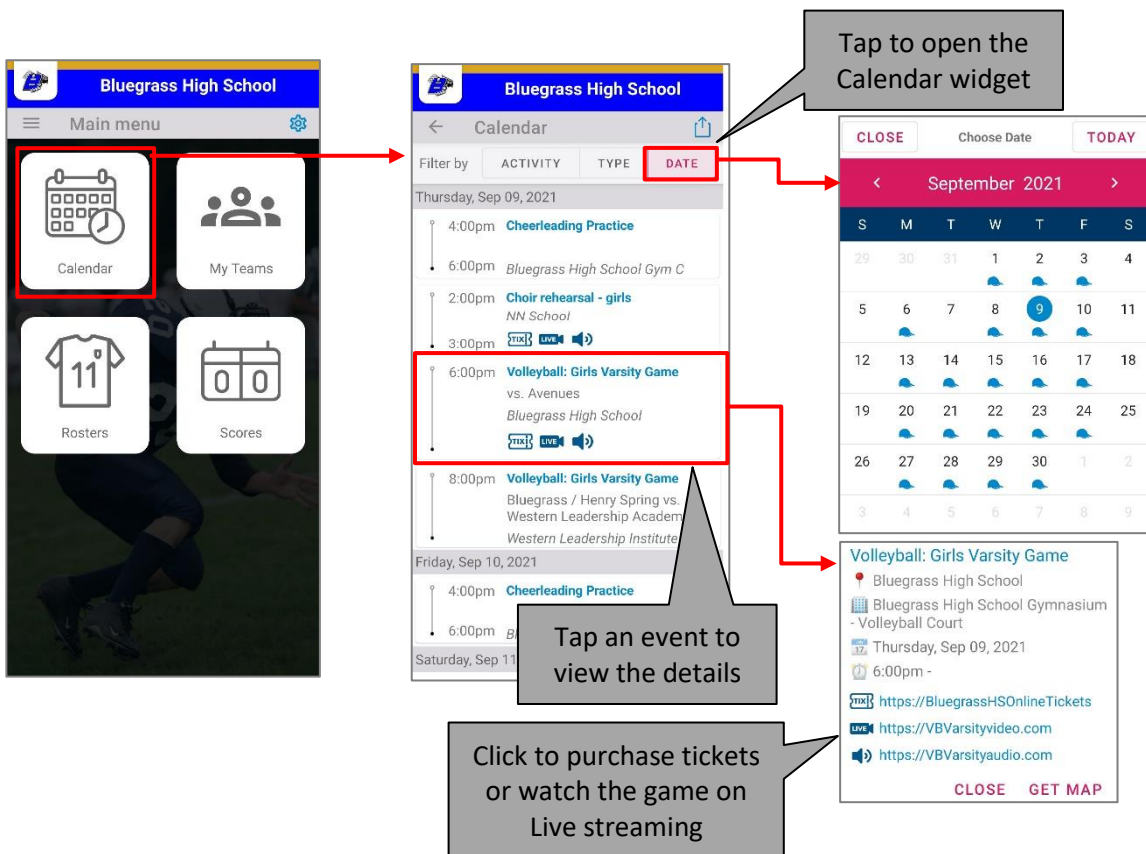 Tap to open the
Calendar widget
Bluegrass High School
Main menu
Calendar
My Teams
11
Rosters
0 0
Scores
Bluegrass High School
Calendar
Filter by ACTIVITY TYPE DATE
Thursday, Sep 09, 2021
4:00pm Cheerleading Practice
6:00pm Bluegrass High School Gym C
2:00pm Choir rehearsal - girls
NN School
3:00pm TIX LIVE
6:00pm Volleyball: Girls Varsity Game
vs. Avenues
Bluegrass High School
TIX LIVE
8:00pm Volleyball: Girls Varsity Game
Bluegrass / Henry Spring vs.
Western Leadership Academ
Western Leadership Institute
Friday, Sep 10, 2021
4:00pm Cheerleading Practice
6:00pm B
Saturday, Sep 11
Tap an event to
view the details
CLOSE Choose Date TODAY
< September 2021 >
S M T W T F S
29 30 31 1 2 3 4
5 6 7 8 9 10 11
12 13 14 15 16 17 18
19 20 21 22 23 24 25
26 27 28 29 30 1 2
3 4 5 6 7 8 9
Volleyball: Girls Varsity Game
Bluegrass High School
Bluegrass High School Gymnasium
- Volleyball Court
17 Thursday, Sep 09, 2021
6:00pm -
TIX https://BluegrassHSOnlineTickets
LIVE https://VBVarsityvideo.com
https://VBVarsityaudio.com
CLOSE GET MAP
Click to purchase tickets
or watch the game on
Live streaming